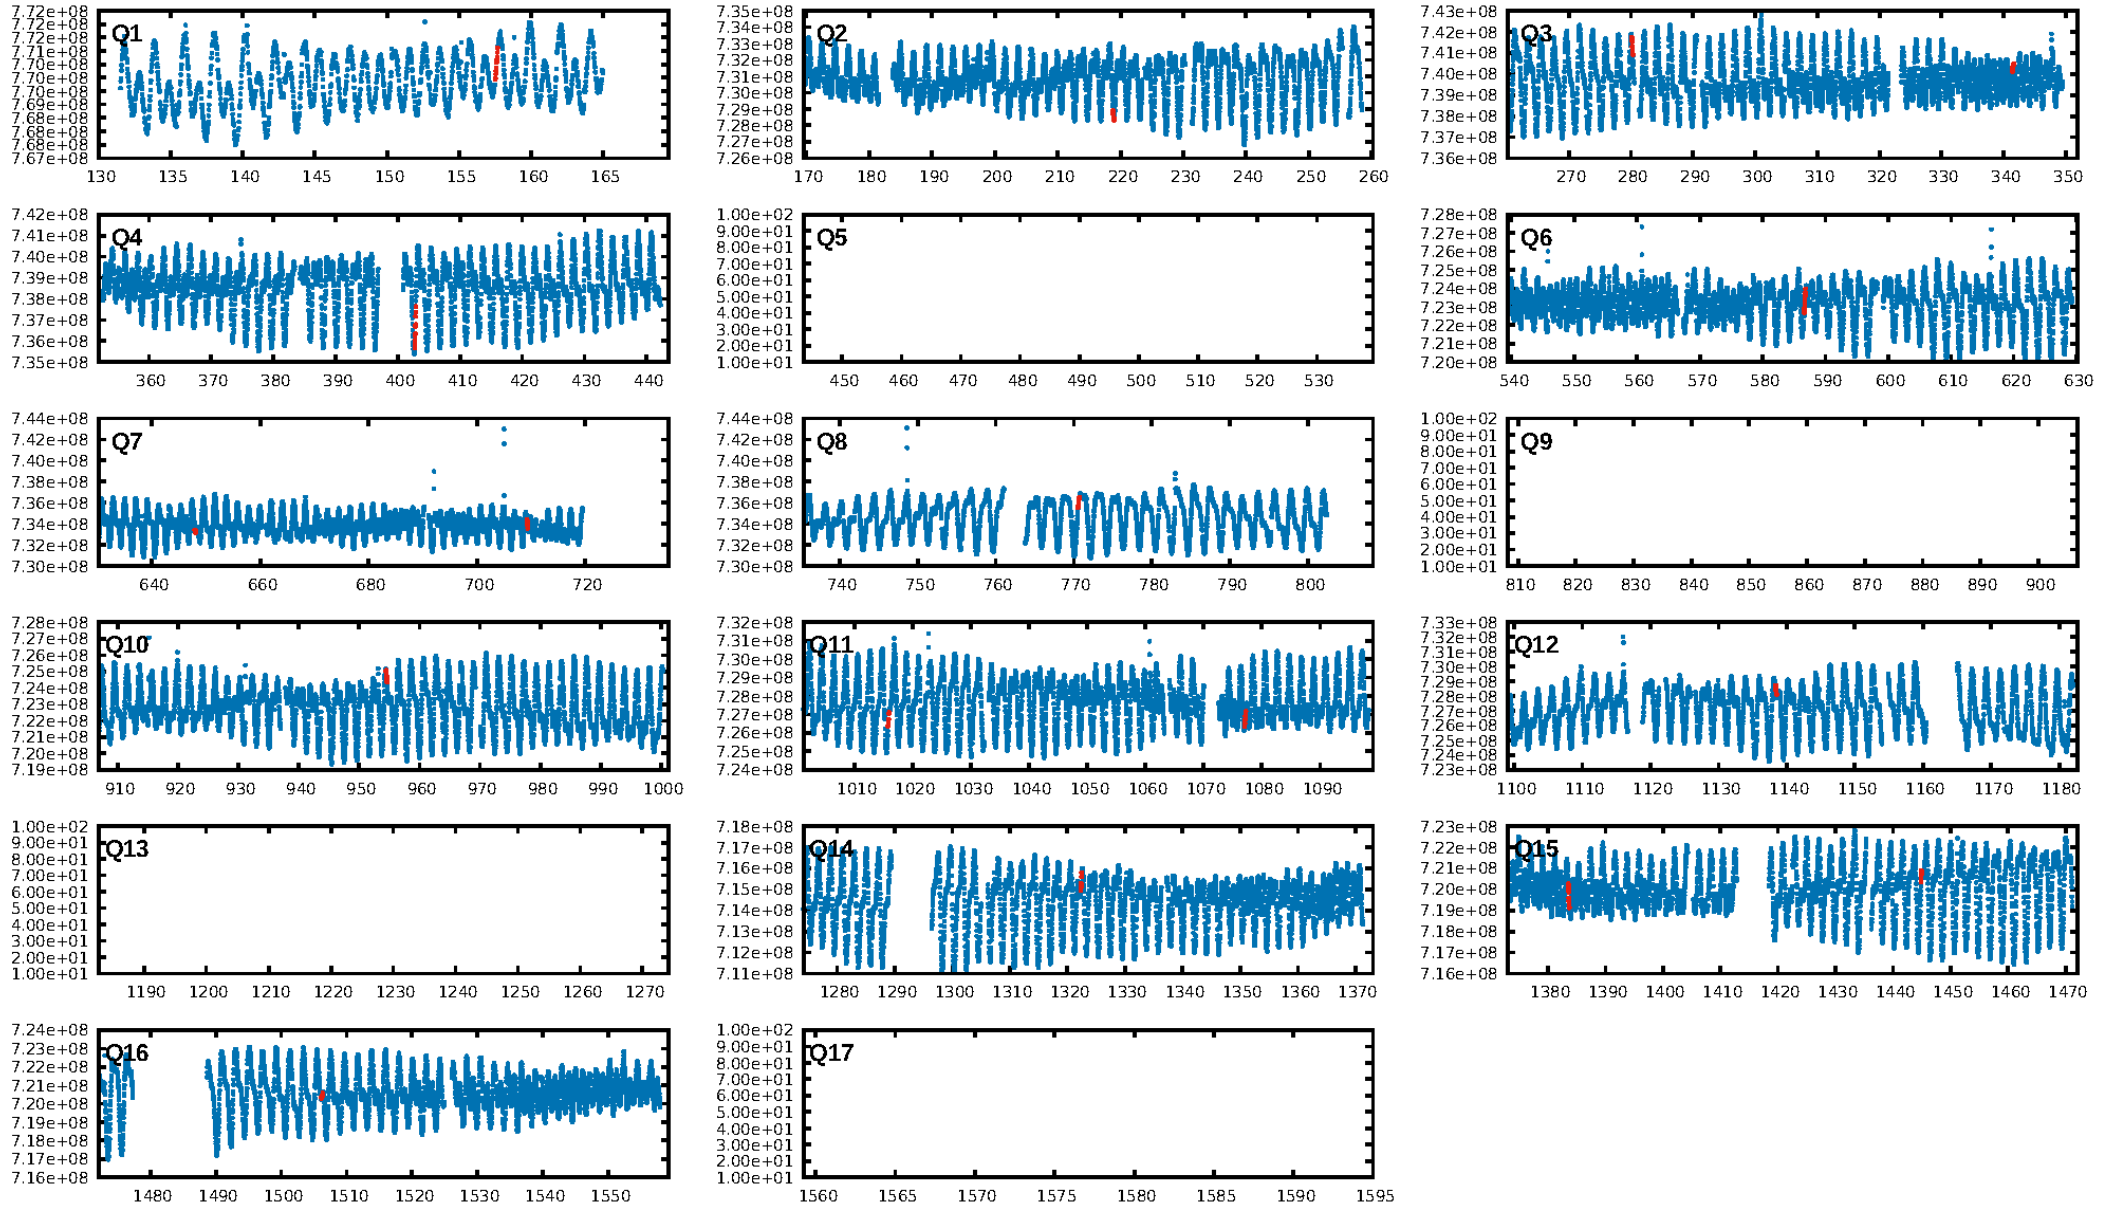 Q1
7.72e+08
7.72e+08
7.71e+08
7.71e+08
7.70e+08
7.70e+08
7.70e+08
7.69e+08
7.69e+08
7.68e+08
7.68e+08
7.67e+08
130 135 140 145 150 155 160 165
Q2
7.35e+08
7.34e+08
7.33e+08
7.32e+08
7.31e+08
7.30e+08
7.29e+08
7.28e+08
7.27e+08
7.26e+08
170 180 190 200 210 220 230 240 250 260
Q3
7.43e+08
7.42e+08
7.41e+08
7.40e+08
7.39e+08
7.38e+08
7.37e+08
7.36e+08
270 280 290 300 310 320 330 340 350
Q4
7.42e+08
7.41e+08
7.40e+08
7.39e+08
7.38e+08
7.37e+08
7.36e+08
7.35e+08
360 370 380 390 400 410 420 430 440
Q5
1.00e+02
9.00e+01
8.00e+01
7.00e+01
6.00e+01
5.00e+01
4.00e+01
3.00e+01
2.00e+01
1.00e+01
450 460 470 480 490 500 510 520 530
Q6
7.28e+08
7.27e+08
7.26e+08
7.25e+08
7.24e+08
7.23e+08
7.22e+08
7.21e+08
7.20e+08
540 550 560 570 580 590 600 610 620 630
Q7
7.44e+08
7.42e+08
7.40e+08
7.38e+08
7.36e+08
7.34e+08
7.32e+08
7.30e+08
640 660 680 700 720
Q8
7.44e+08
7.42e+08
7.40e+08
7.38e+08
7.36e+08
7.34e+08
7.32e+08
7.30e+08
740 750 760 770 780 790 800
Q9
1.00e+02
9.00e+01
8.00e+01
7.00e+01
6.00e+01
5.00e+01
4.00e+01
3.00e+01
2.00e+01
1.00e+01
810 820 830 840 850 860 870 880 890 900
Q10
7.28e+08
7.27e+08
7.26e+08
7.25e+08
7.24e+08
7.23e+08
7.22e+08
7.21e+08
7.20e+08
7.19e+08
910 920 930 940 950 960 970 980 990 1000
Q11
7.32e+08
7.31e+08
7.30e+08
7.29e+08
7.28e+08
7.27e+08
7.26e+08
7.25e+08
7.24e+08
1010 1020 1030 1040 1050 1060 1070 1080 1090
Q12
7.33e+08
7.32e+08
7.31e+08
7.30e+08
7.29e+08
7.28e+08
7.27e+08
7.26e+08
7.25e+08
7.24e+08
7.23e+08
1100 1110 1120 1130 1140 1150 1160 1170 1180
Q13
1.00e+02
9.00e+01
8.00e+01
7.00e+01
6.00e+01
5.00e+01
4.00e+01
3.00e+01
2.00e+01
1.00e+01
1190 1200 1210 1220 1230 1240 1250 1260 1270
Q14
7.18e+08
7.17e+08
7.16e+08
7.15e+08
7.14e+08
7.13e+08
7.12e+08
7.11e+08
1280 1290 1300 1310 1320 1330 1340 1350 1360 1370
Q15
7.23e+08
7.22e+08
7.21e+08
7.20e+08
7.19e+08
7.18e+08
7.17e+08
7.16e+08
1380 1390 1400 1410 1420 1430 1440 1450 1460 1470
Q16
7.24e+08
7.23e+08
7.22e+08
7.21e+08
7.20e+08
7.19e+08
7.18e+08
7.17e+08
7.16e+08
1480 1490 1500 1510 1520 1530 1540 1550
Q17
1.00e+02
9.00e+01
8.00e+01
7.00e+01
6.00e+01
5.00e+01
4.00e+01
3.00e+01
2.00e+01
1.00e+01
1560 1565 1570 1575 1580 1585 1590 1595